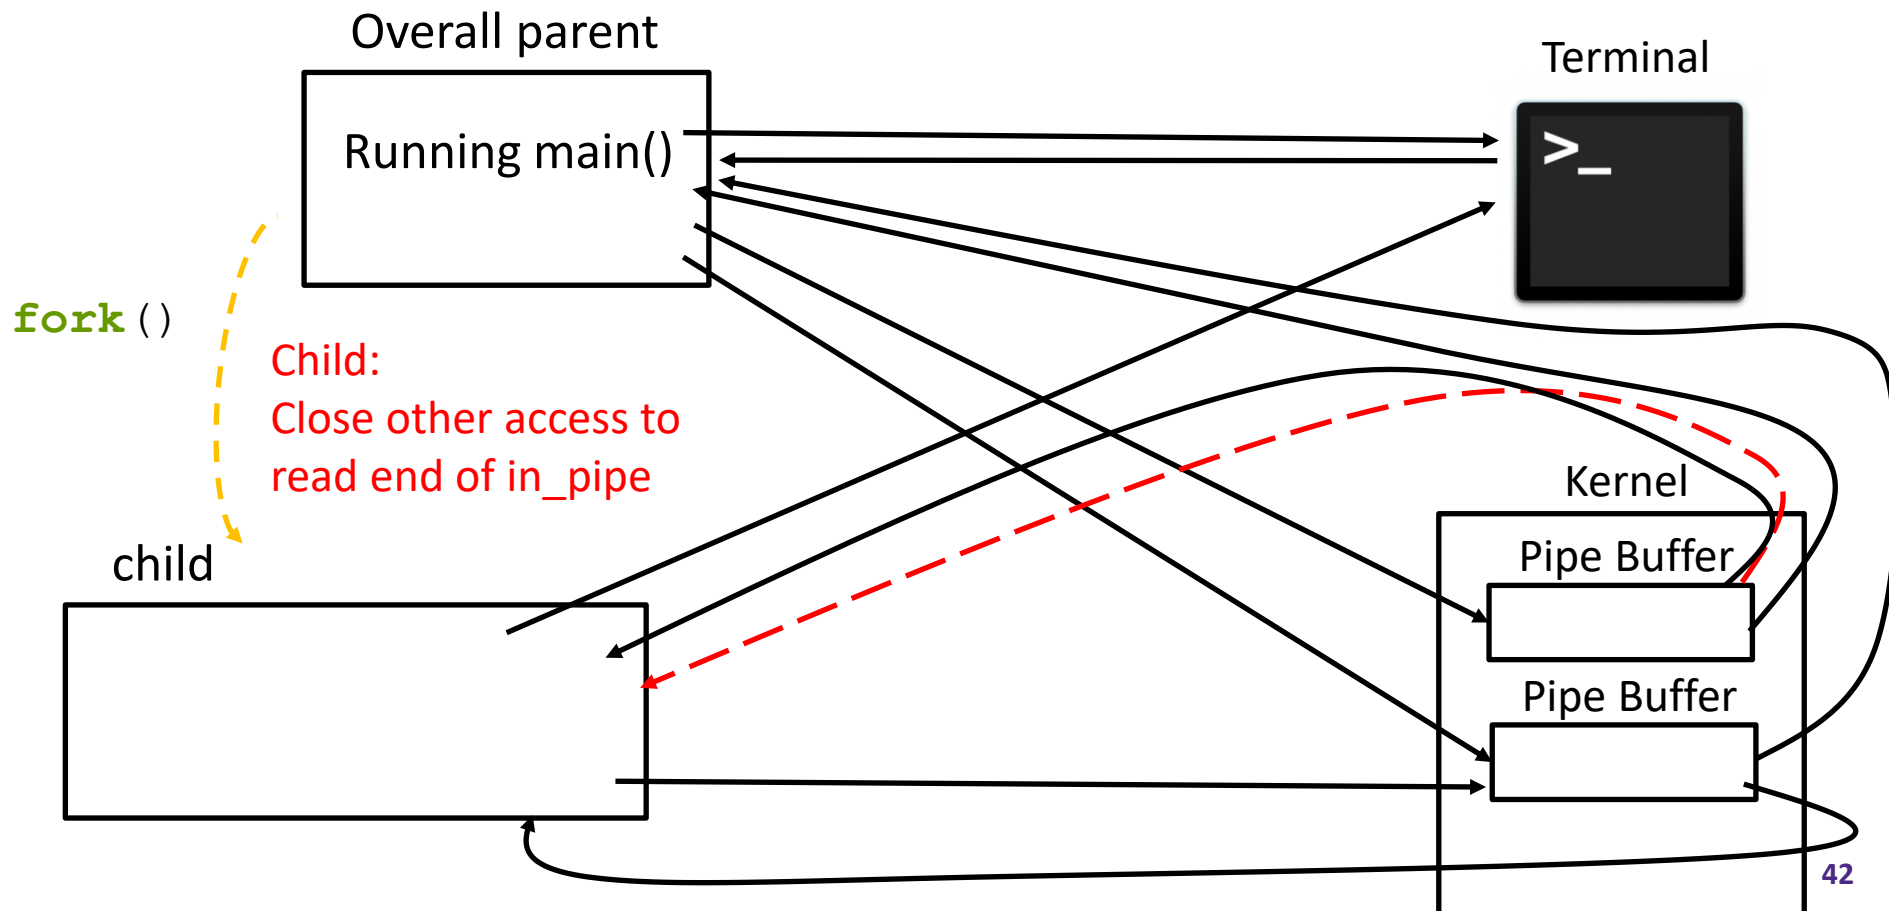 Overall parent
Terminal
Running main()
>_
fork()
Child:
Close other access to
read end of in_pipe
Kernel
Pipe Buffer
child
Pipe Buffer
42